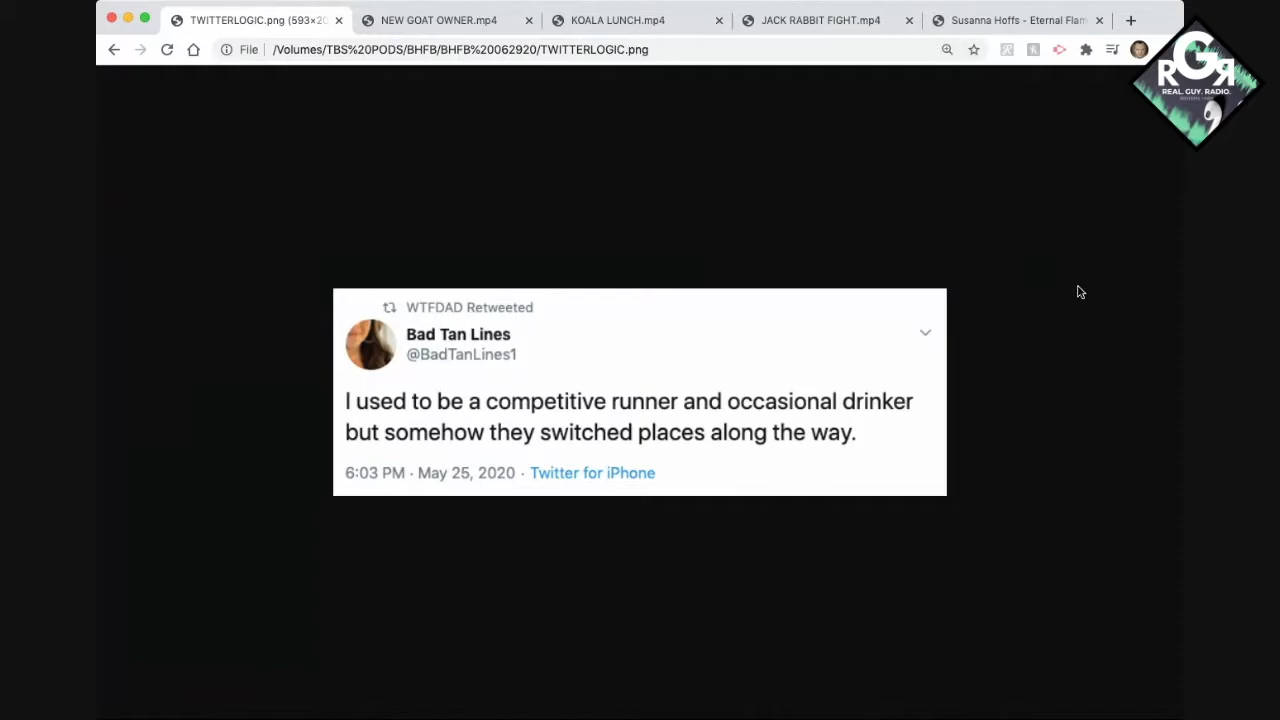 TWITTERLOGIC.png (593×20
NEW GOAT OWNER.mp4
KOALA LUNCH.mp4
JACK RABBIT FIGHT.mp4
Susanna Hoffs - Eternal Flam
File
/Volumes/TBS%20PODS/BHFB/BHFB%20062920/TWITTERLOGIC.png
RGR
REAL. GUY. RADIO.
WTFDAD Retweeted
Bad Tan Lines
@BadTanLines1
I used to be a competitive runner and occasional drinker
but somehow they switched places along the way.
6:03 PM · May 25, 2020 · Twitter for iPhone